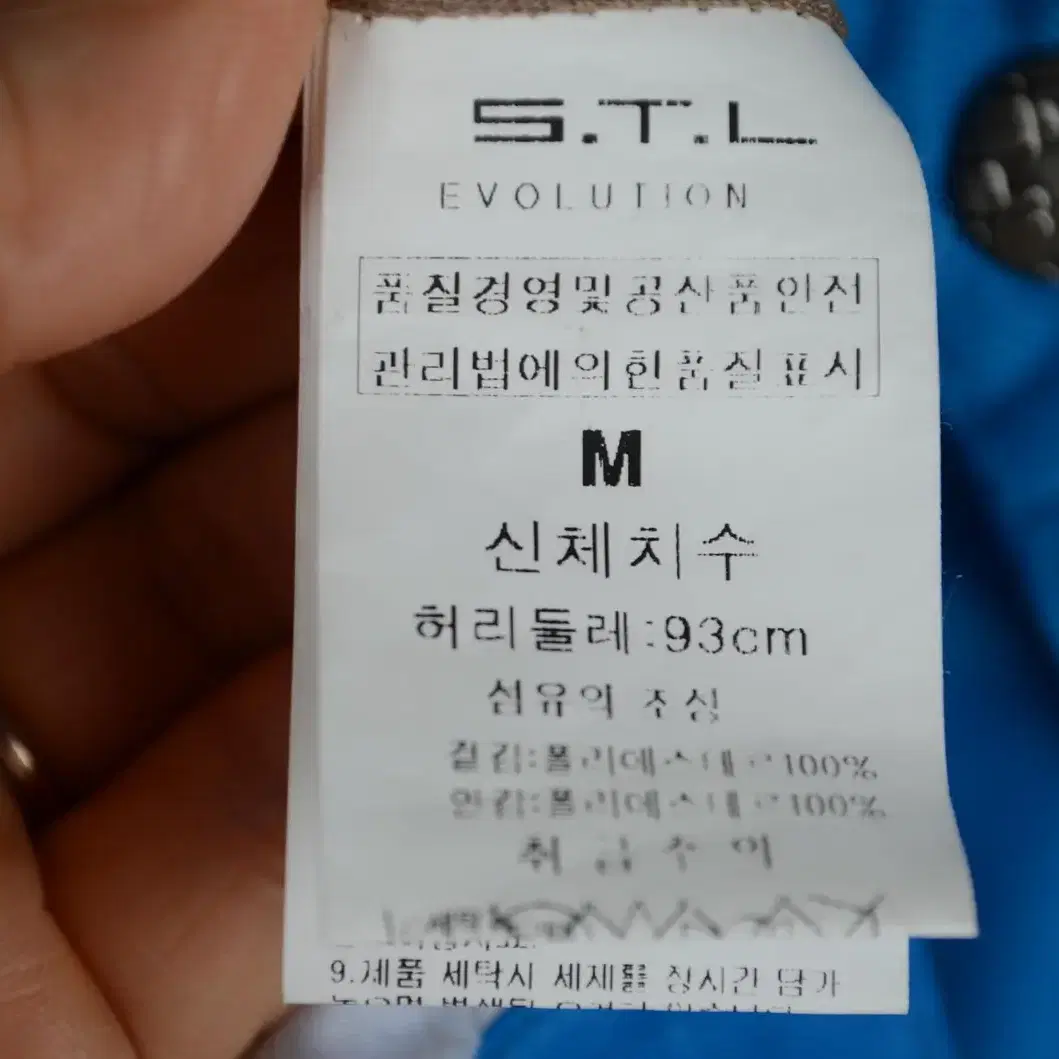 S.T.L
EVOLUTION
품질경영및공산품안전
관리법에의한품질표시
M
신체치수
허리둘레:93cm
섬유의 조성
겉감:폴리에스테르100%
안감:폴리에스테르100%
취급주의
9.제품 세탁시 세제를 장시간 담가